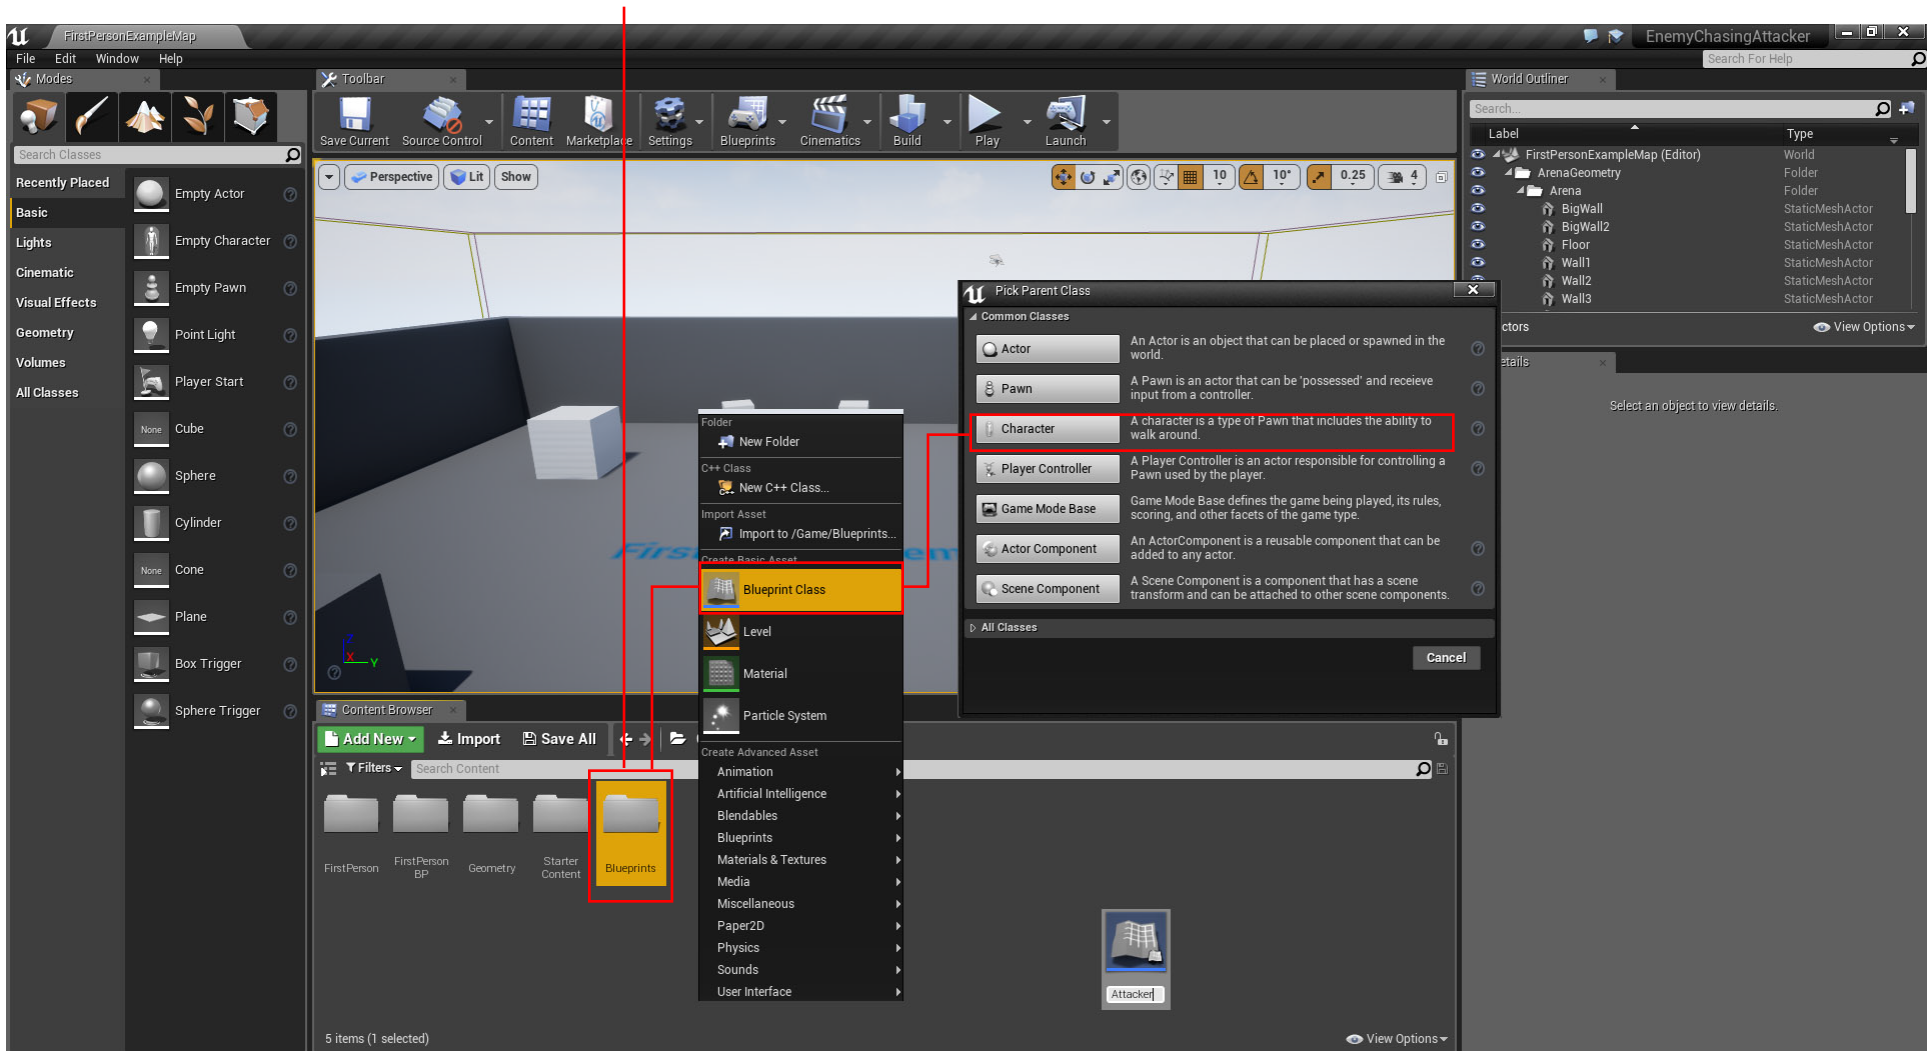 FirstPersonExampleMap
EnemyChasingAttacker
File Edit Window Help
Search For Help
Modes
Search Classes
Recently Placed
Basic
Lights
Cinematic
Visual Effects
Geometry
Volumes
All Classes
Empty Actor
Empty Character
Empty Pawn
Point Light
Player Start
None Cube
Sphere
Cylinder
None Cone
Plane
Box Trigger
Sphere Trigger
Toolbar
Save Current Source Control Content Marketplace Settings Blueprints Cinematics Build Play Launch
Perspective Lit Show
10 10° 0.25 4
First
em
Z
X
Y
Folder
New Folder
C++ Class
New C++ Class...
Import Asset
Import to /Game/Blueprints...
Create Basic Asset
Blueprint Class
Level
Material
Particle System
Create Advanced Asset
Animation
Artificial Intelligence
Blendables
Blueprints
Materials & Textures
Media
Miscellaneous
Paper2D
Physics
Sounds
User Interface
Pick Parent Class
Common Classes
Actor
An Actor is an object that can be placed or spawned in the
world.
Pawn
A Pawn is an actor that can be 'possessed' and receieve
input from a controller.
Character
A character is a type of Pawn that includes the ability to
walk around.
Player Controller
A Player Controller is an actor responsible for controlling a
Pawn used by the player.
Game Mode Base
Game Mode Base defines the game being played, its rules,
scoring, and other facets of the game type.
Actor Component
An ActorComponent is a reusable component that can be
added to any actor.
Scene Component
A Scene Component is a component that has a scene
transform and can be attached to other scene components.
All Classes
Cancel
World Outliner
Search...
Label Type
FirstPersonExampleMap (Editor) World
ArenaGeometry Folder
Arena Folder
BigWall StaticMeshActor
BigWall2 StaticMeshActor
Floor StaticMeshActor
Wall1 StaticMeshActor
Wall2 StaticMeshActor
Wall3 StaticMeshActor
ctors View Options
etails
Select an object to view details.
Content Browser
Add New Import Save All
Filters Search Content
FirstPerson
FirstPerson
BP
Geometry
Starter
Content
Blueprints
Attacker
5 items (1 selected)
View Options